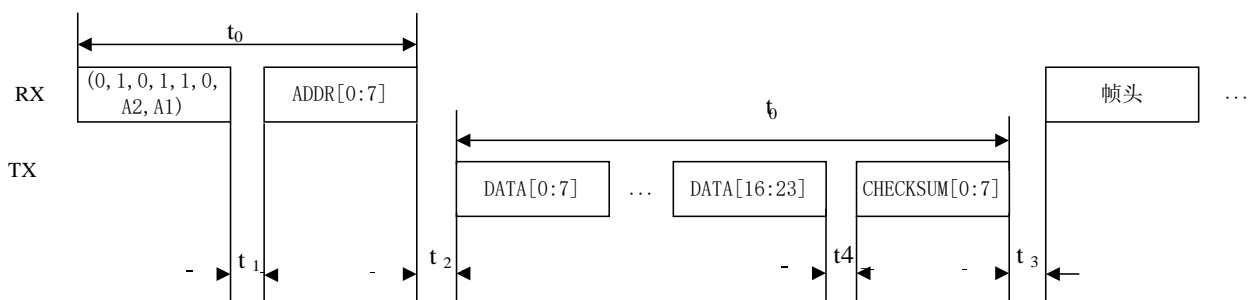 t0
RX
(0,1,0,1,1,0,
A2,A1)
ADDR[0:7]
帧头
...
t0
TX
DATA[0:7]
...
DATA[16:23]
CHECKSUM[0:7]
t1
t2
t4
t3